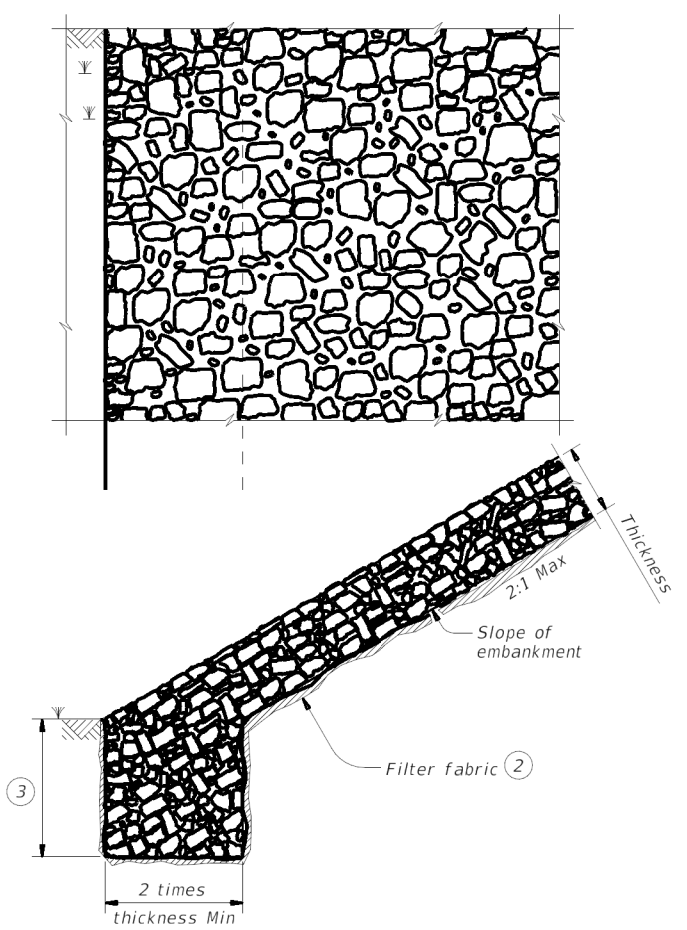 Thickness
2:1 Max
Slope of
embankment
Filter fabric 2
3
2 times
thickness Min